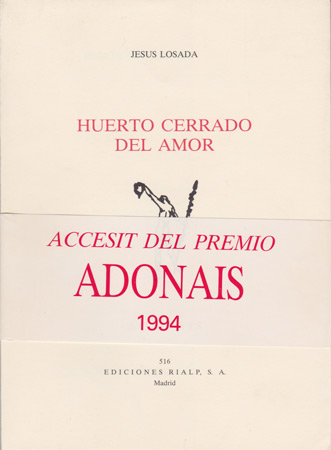 JESUS LOSADA
HUERTO CERRADO
DEL AMOR
ACCESIT DEL PREMIO
ADONAIS
1994
516
EDICIONES RIALP, S. A.
Madrid